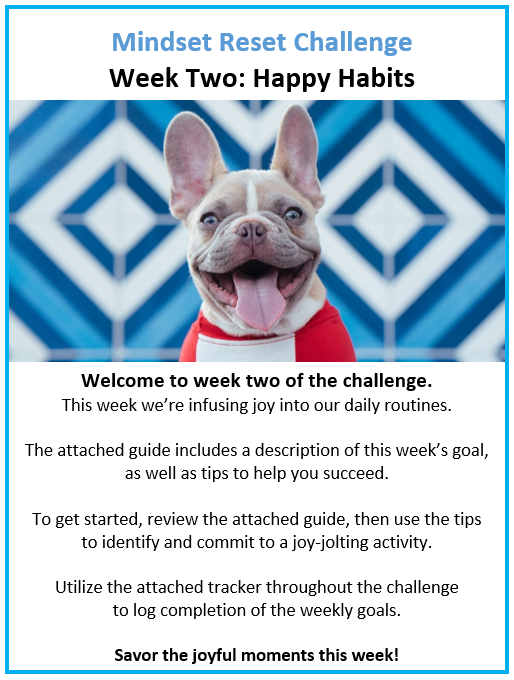 Mindset Reset Challenge
Week Two: Happy Habits
Welcome to week two of the challenge.
This week we’re infusing joy into our daily routines.
The attached guide includes a description of this week’s goal,
as well as tips to help you succeed.
To get started, review the attached guide, then use the tips
to identify and commit to a joy-jolting activity.
Utilize the attached tracker throughout the challenge
to log completion of the weekly goals.
Savor the joyful moments this week!